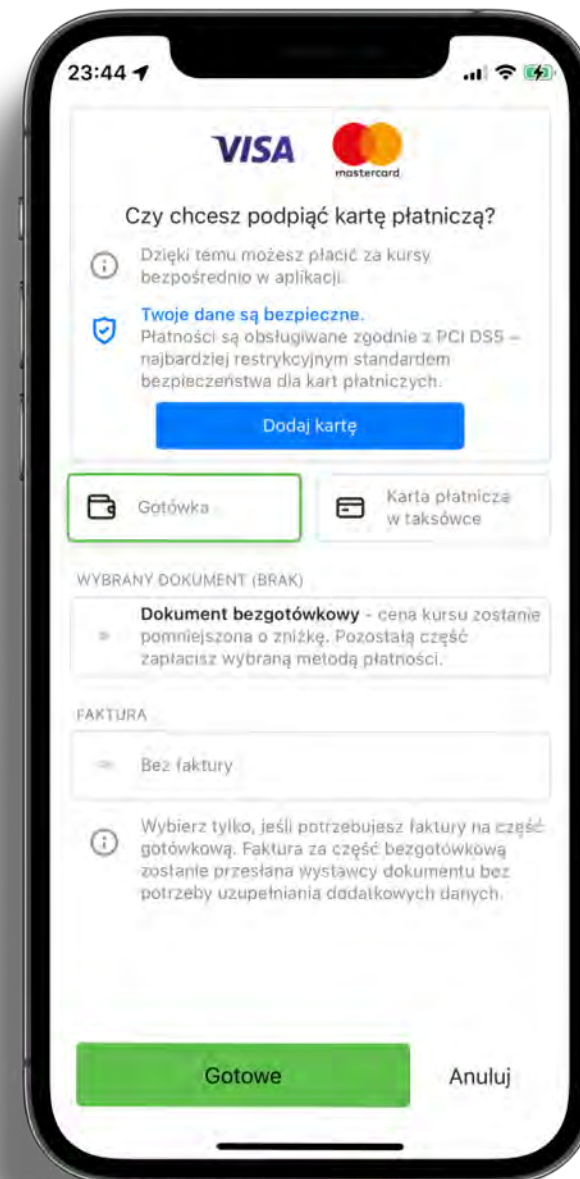 23:44
VISA
mastercard
Czy chcesz podpiąć kartę płatniczą?
Dzięki temu możesz płacić za kursy
bezpośrednio w aplikacji.
Twoje dane są bezpieczne.
Płatności są obsługiwane zgodnie z PCI DSS –
najbardziej restrykcyjnym standardem
bezpieczeństwa dla kart płatniczych.
Dodaj kartę
Gotówka
Karta płatnicza
w taksówce
WYBRANY DOKUMENT (BRAK)
Dokument bezgotówkowy - cena kursu zostanie
pomniejszona o zniżkę. Pozostałą część
zapłacisz wybraną metodą płatności.
FAKTURA
Bez faktury
Wybierz tylko, jeśli potrzebujesz faktury na część
gotówkową. Faktura za część bezgotówkową
zostanie przesłana wystawcy dokumentu bez
potrzeby uzupełniania dodatkowych danych.
Gotowe
Anuluj